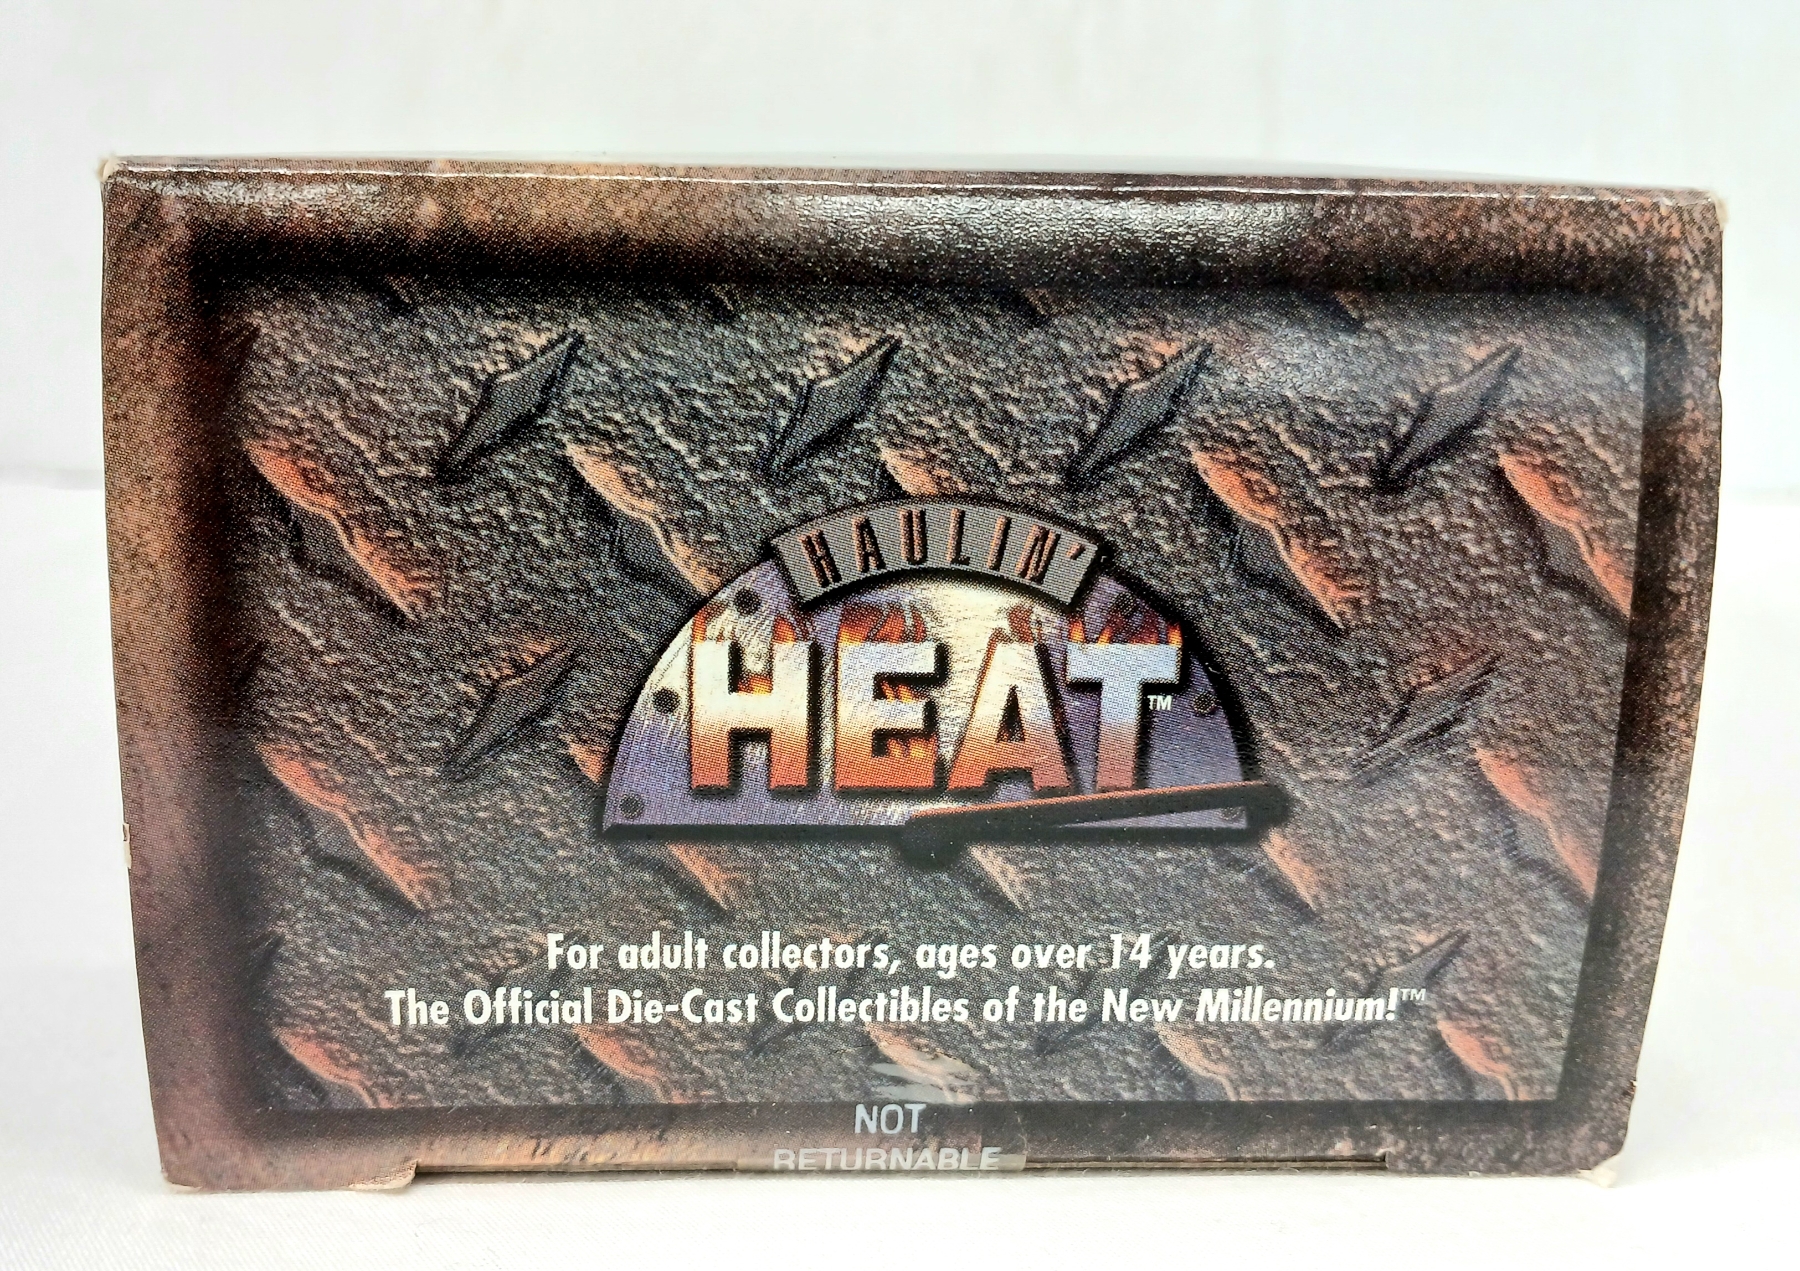 HAULIN'
HEAT™
For adult collectors, ages over 14 years.
The Official Die-Cast Collectibles of the New Millennium!™
NOT
RETURNABLE